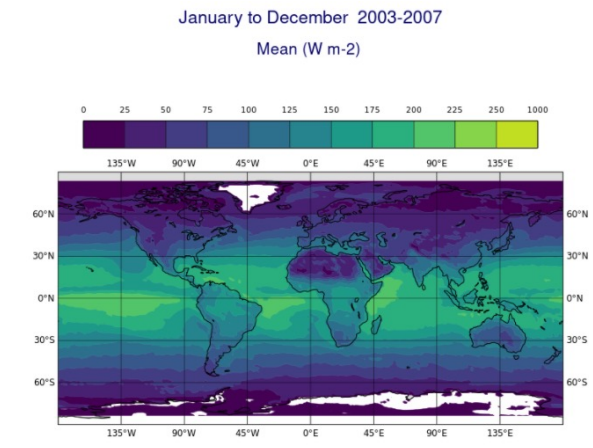 January to December 2003-2007
Mean (W m-2)
0 25 50 75 100 125 150 175 200 225 250 1000
135°W 90°W 45°W 0°E 45°E 90°E 135°E
60°N 60°N
30°N 30°N
0°N 0°N
30°S 30°S
60°S 60°S
135°W 90°W 45°W 0°E 45°E 90°E 135°E